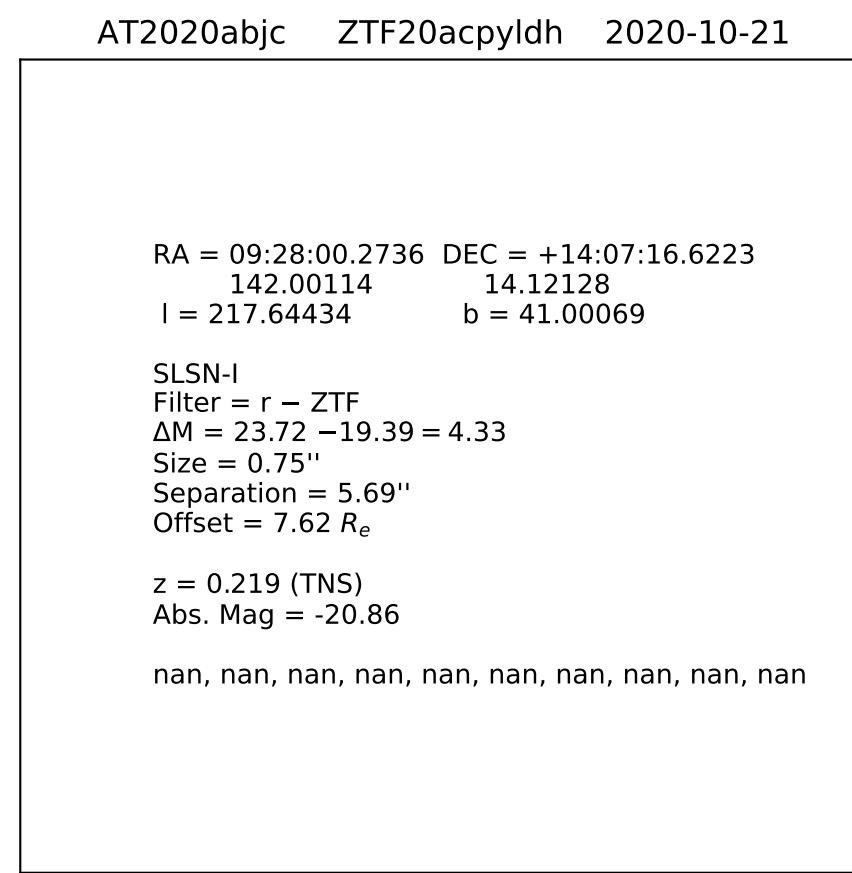 AT2020abjc ZTF20acpyldh 2020-10-21
RA = 09:28:00.2736 DEC = +14:07:16.6223
142.00114 14.12128
l = 217.64434 b = 41.00069
SLSN-I
Filter = r − ZTF
ΔM = 23.72 −19.39 = 4.33
Size = 0.75''
Separation = 5.69''
Offset = 7.62 Re
z = 0.219 (TNS)
Abs. Mag = -20.86
nan, nan, nan, nan, nan, nan, nan, nan, nan, nan